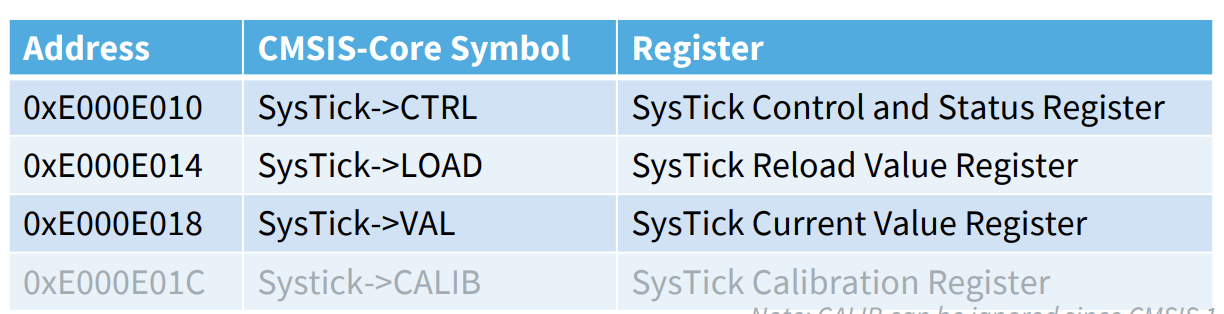 Address CMSIS-Core Symbol Register
0xE000E010 SysTick->CTRL SysTick Control and Status Register
0xE000E014 SysTick->LOAD SysTick Reload Value Register
0xE000E018 SysTick->VAL SysTick Current Value Register
0xE000E01C Systick->CALIB SysTick Calibration Register
Note: CALIB can be ignored since CMSIS